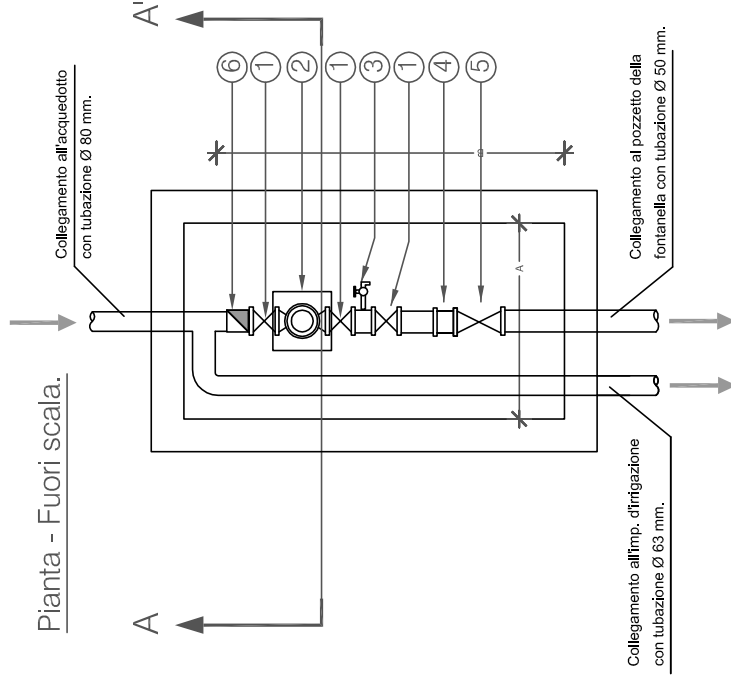 Pianta - Fuori scala.
Collegamento all'acquedotto
con tubazione Ø 80 mm.
A
A'
6
1
2
1
3
1
4
5
B
A
Collegamento al pozzetto della
fontanella con tubazione Ø 50 mm.
Collegamento all'imp. d'irrigazione
con tubazione Ø 63 mm.